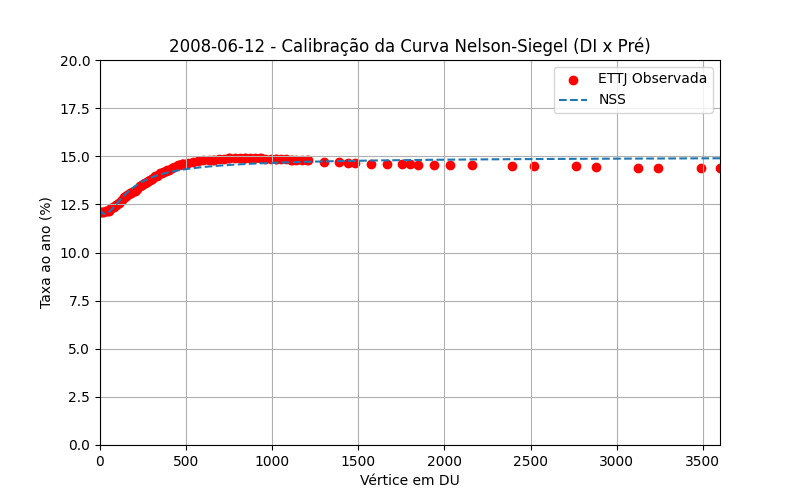 2008-06-12 - Calibração da Curva Nelson-Siegel (DI x Pré)
ETTJ Observada
NSS
Taxa ao ano (%)
20.0
17.5
15.0
12.5
10.0
7.5
5.0
2.5
0.0
0 500 1000 1500 2000 2500 3000 3500
Vértice em DU